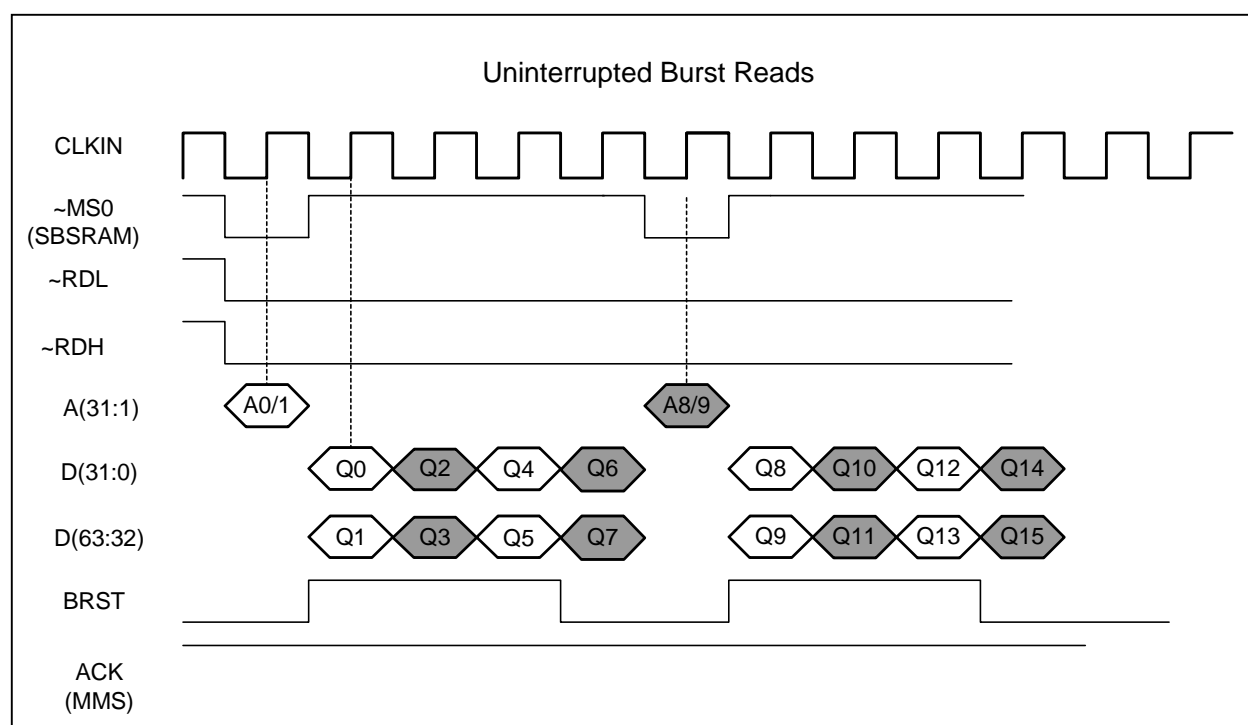 Uninterrupted Burst Reads
CLKIN
~MS0
(SBSRAM)
~RDL
~RDH
A(31:1)
A0/1
A8/9
D(31:0)
Q0
Q2
Q4
Q6
Q8
Q10
Q12
Q14
D(63:32)
Q1
Q3
Q5
Q7
Q9
Q11
Q13
Q15
BRST
ACK
(MMS)